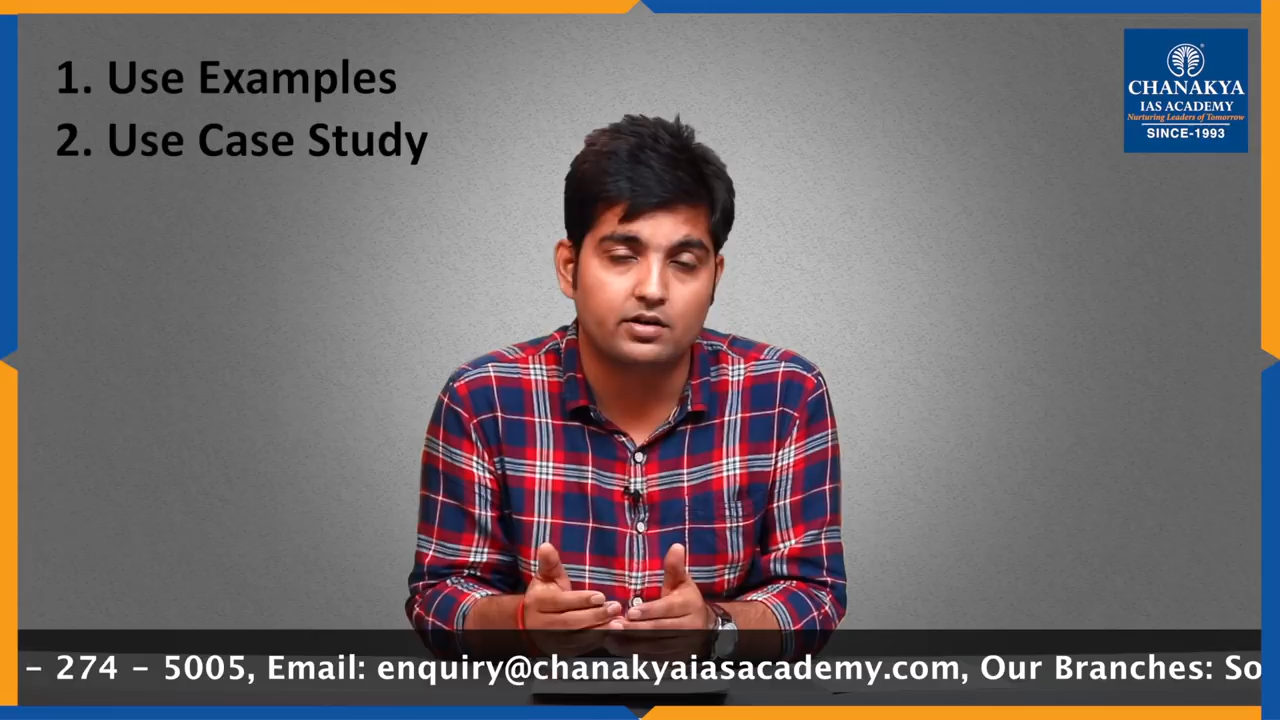 1. Use Examples
2. Use Case Study
CHANAKYA
IAS ACADEMY
Nurturing Leaders of Tomorrow
SINCE-1993
- 274 - 5005, Email: enquiry@chanakyaiasacademy.com, Our Branches: So